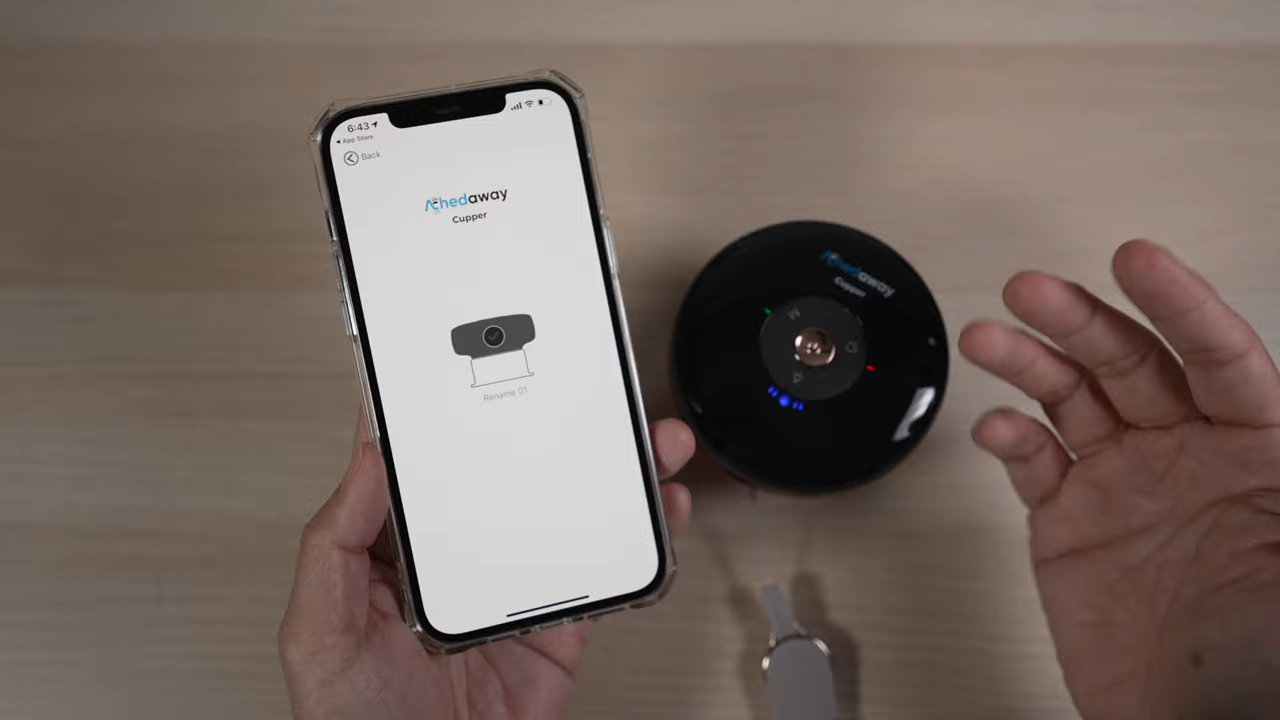 6:43
App Store
Back
Achedaway
Cupper
Rename 01
Achedaway
Cupper
M